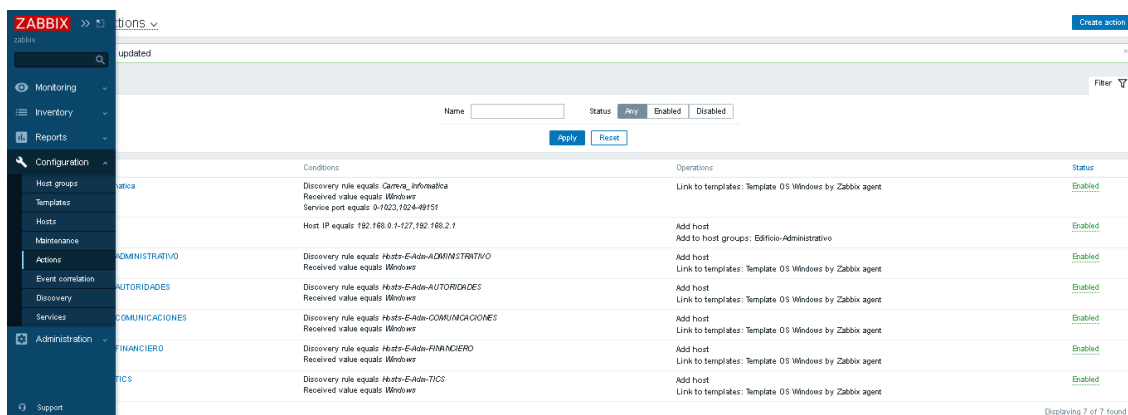 ZABBIX
zabbix
ctions
Create action
updated
Filter
Monitoring
Inventory
Reports
Configuration
Host groups
Templates
Hosts
Maintenance
Actions
Event correlation
Discovery
Services
Administration
Support
Name
Status Any Enabled Disabled
Apply Reset
Conditions Operations Status
matica
Discovery rule equals Carrera_Informatica
Received value equals Windows
Service port equals 0-1023,1024-49151
Link to templates: Template OS Windows by Zabbix agent
Enabled
Host IP equals 192.168.0.1-127,192.168.2.1
Add host
Add to host groups: Edificio-Administrativo
Enabled
ADMINISTRATIVO
Discovery rule equals Hosts-E-Adm-ADMINISTRATIVO
Received value equals Windows
Add host
Link to templates: Template OS Windows by Zabbix agent
Enabled
AUTORIDADES
Discovery rule equals Hosts-E-Adm-AUTORIDADES
Received value equals Windows
Add host
Link to templates: Template OS Windows by Zabbix agent
Enabled
COMUNICACIONES
Discovery rule equals Hosts-E-Adm-COMUNICACIONES
Received value equals Windows
Add host
Link to templates: Template OS Windows by Zabbix agent
Enabled
FINANCIERO
Discovery rule equals Hosts-E-Adm-FINANCIERO
Received value equals Windows
Add host
Link to templates: Template OS Windows by Zabbix agent
Enabled
TICS
Discovery rule equals Hosts-E-Adm-TICS
Received value equals Windows
Add host
Link to templates: Template OS Windows by Zabbix agent
Enabled
Displaying 7 of 7 found